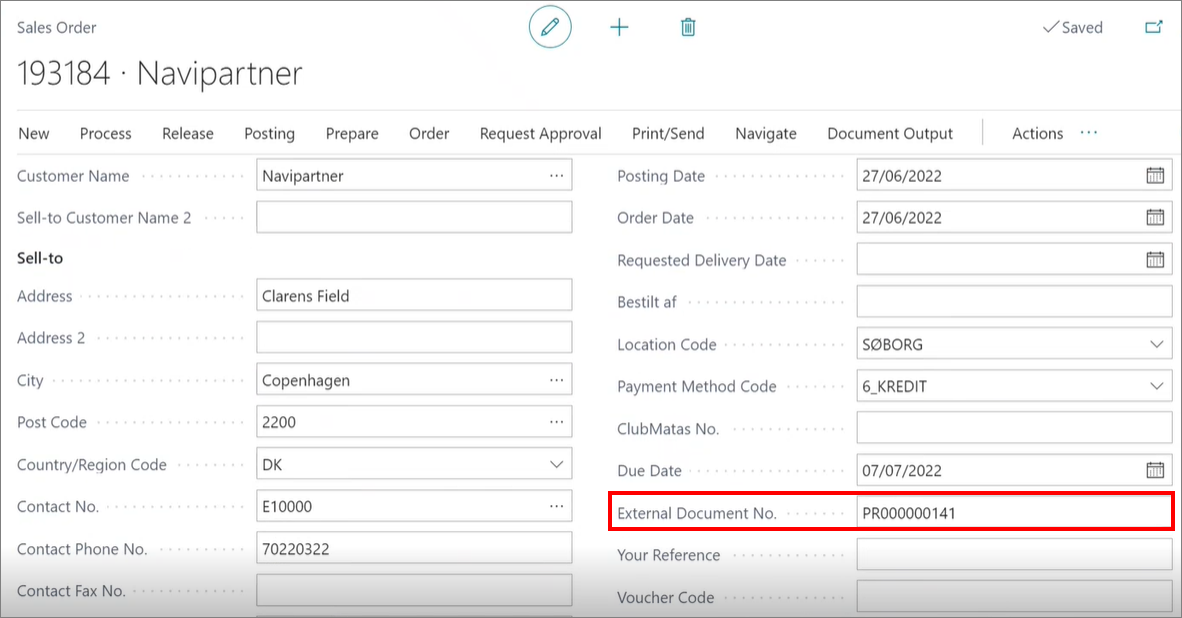 Sales Order
Saved
193184 · Navipartner
New Process Release Posting Prepare Order Request Approval Print/Send Navigate Document Output Actions ···
Customer Name Navipartner ···
Sell-to Customer Name 2
Sell-to
Address Clarens Field
Address 2
City Copenhagen ···
Post Code 2200 ···
Country/Region Code DK
Contact No. E10000 ···
Contact Phone No. 70220322
Contact Fax No.
Posting Date 27/06/2022
Order Date 27/06/2022
Requested Delivery Date
Bestilt af
Location Code SØBORG
Payment Method Code 6_KREDIT
ClubMatas No.
Due Date 07/07/2022
External Document No. PR000000141
Your Reference
Voucher Code